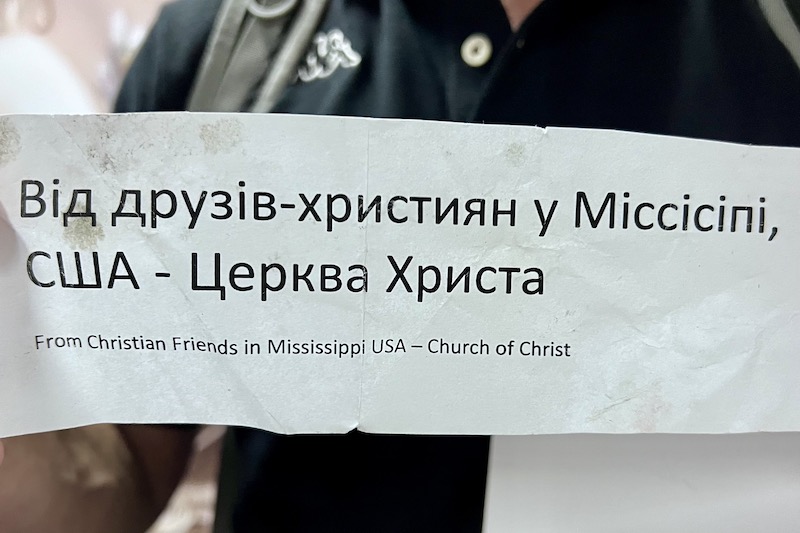 Від друзів-християн у Міссісіпі,
США - Церква Христа
From Christian Friends in Mississippi USA – Church of Christ